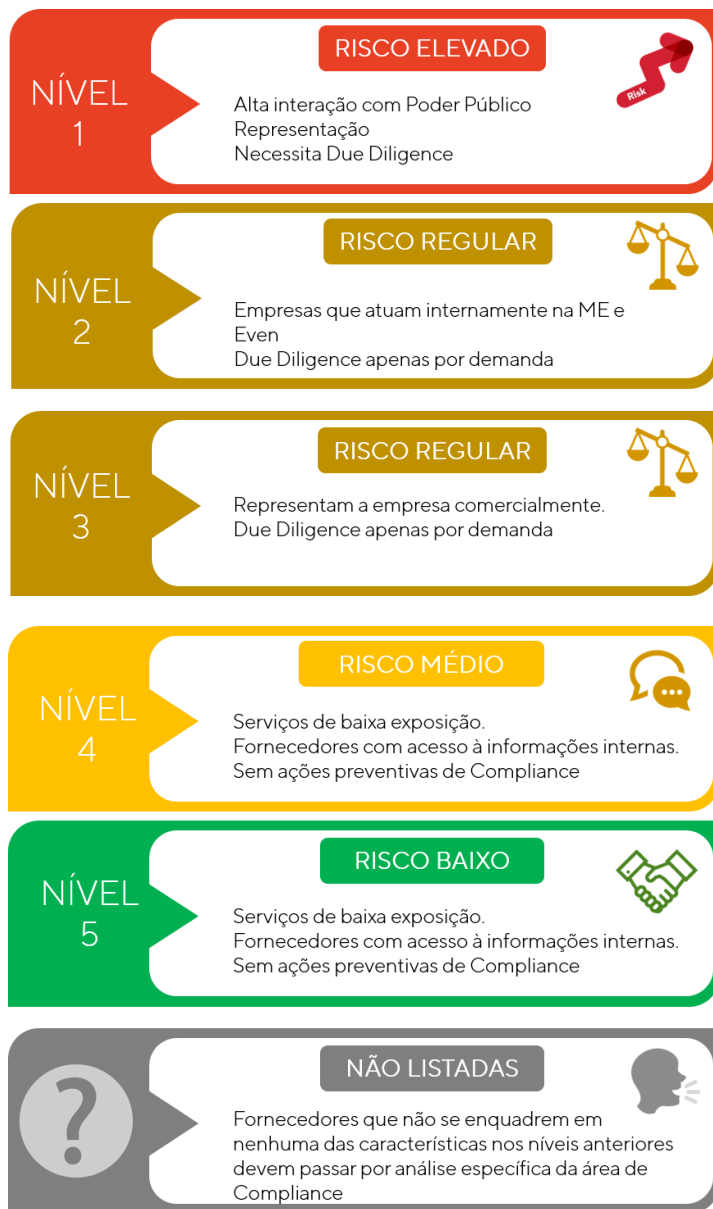 RISCO ELEVADO
NÍVEL
1
Risk
Alta interação com Poder Público
Representação
Necessita Due Diligence
RISCO REGULAR
NÍVEL
2
Empresas que atuam internamente na ME e
Even
Due Diligence apenas por demanda
RISCO REGULAR
NÍVEL
3
Representam a empresa comercialmente.
Due Diligence apenas por demanda
RISCO MÉDIO
NÍVEL
4
Serviços de baixa exposição.
Fornecedores com acesso à informações internas.
Sem ações preventivas de Compliance
RISCO BAIXO
NÍVEL
5
Serviços de baixa exposição.
Fornecedores com acesso à informações internas.
Sem ações preventivas de Compliance
NÃO LISTADAS
?
Fornecedores que não se enquadrem em
nenhuma das características nos níveis anteriores
devem passar por análise específica da área de
Compliance